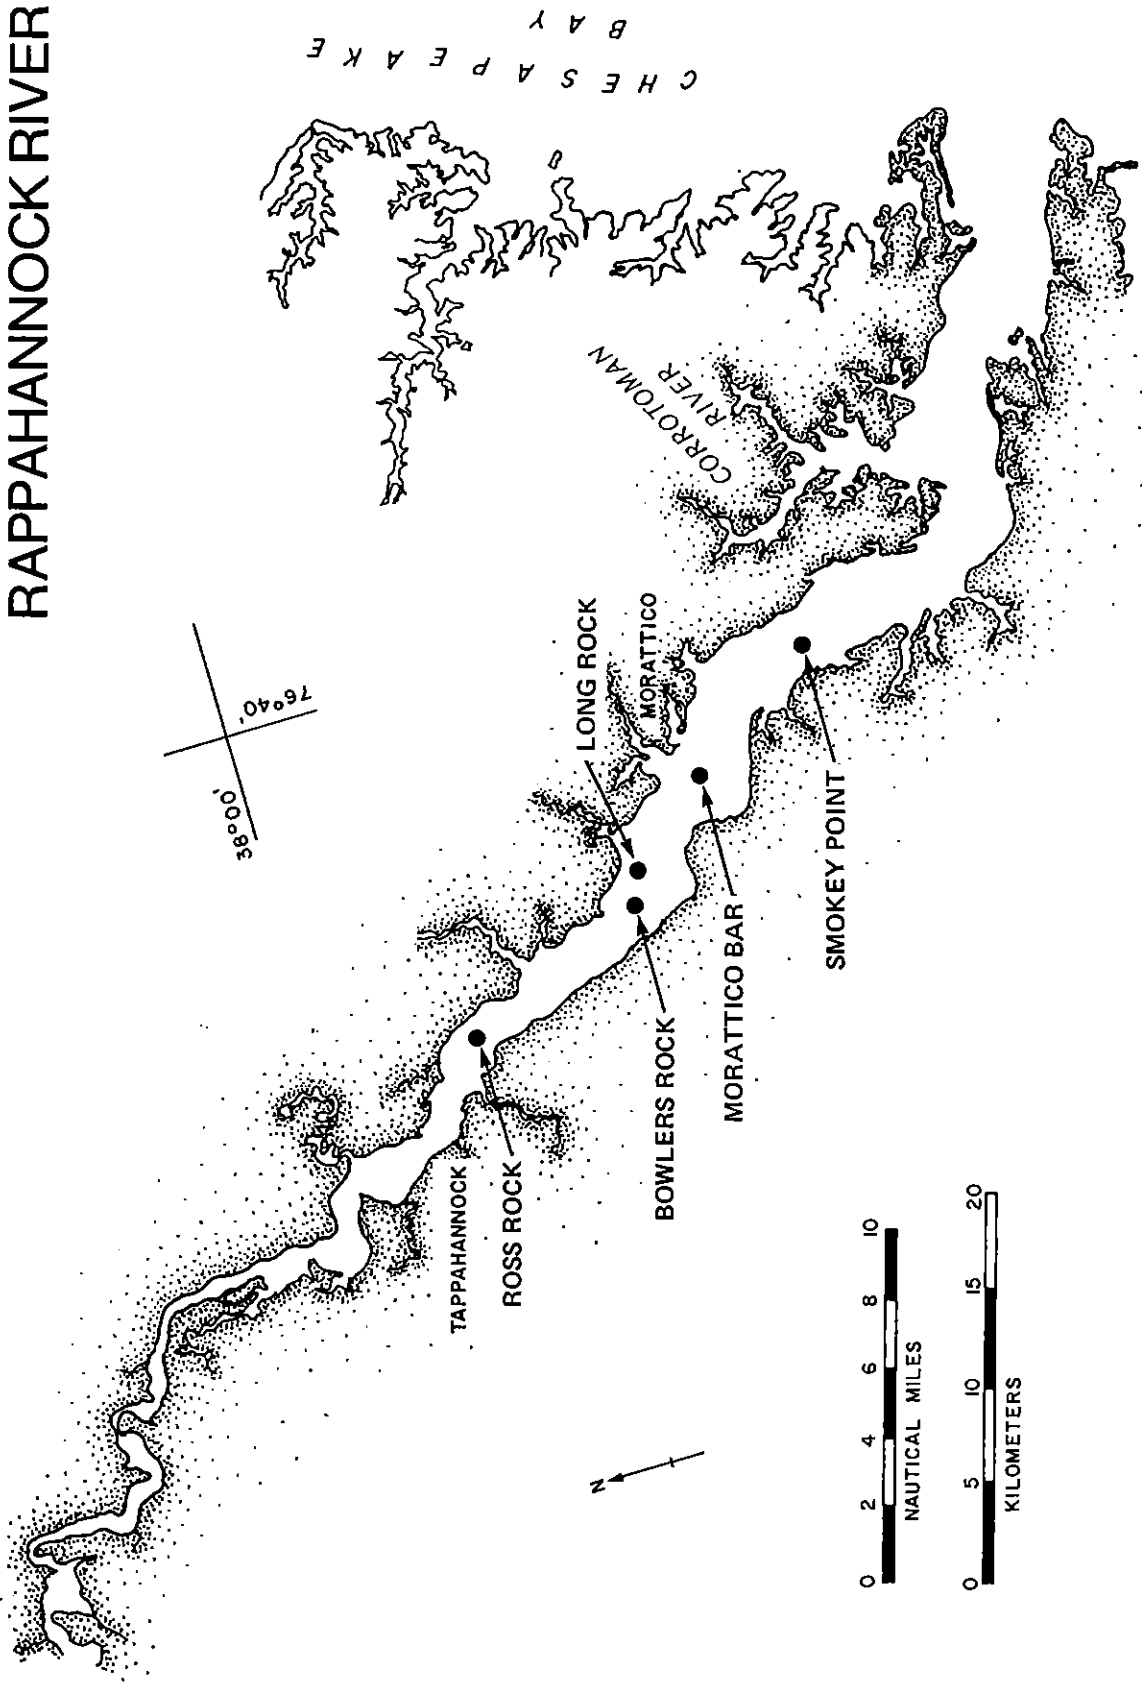 RAPPAHANNOCK RIVER
CHESAPEAKE
BAY
CORROTOMAN
RIVER
38°00'
76°40'
LONG ROCK
MORATTICO
TAPPAHANNOCK
ROSS ROCK
BOWLERS ROCK
MORATTICO BAR
SMOKEY POINT
N
0 2 4 6 8 10
NAUTICAL MILES
0 5 10 15 20
KILOMETERS